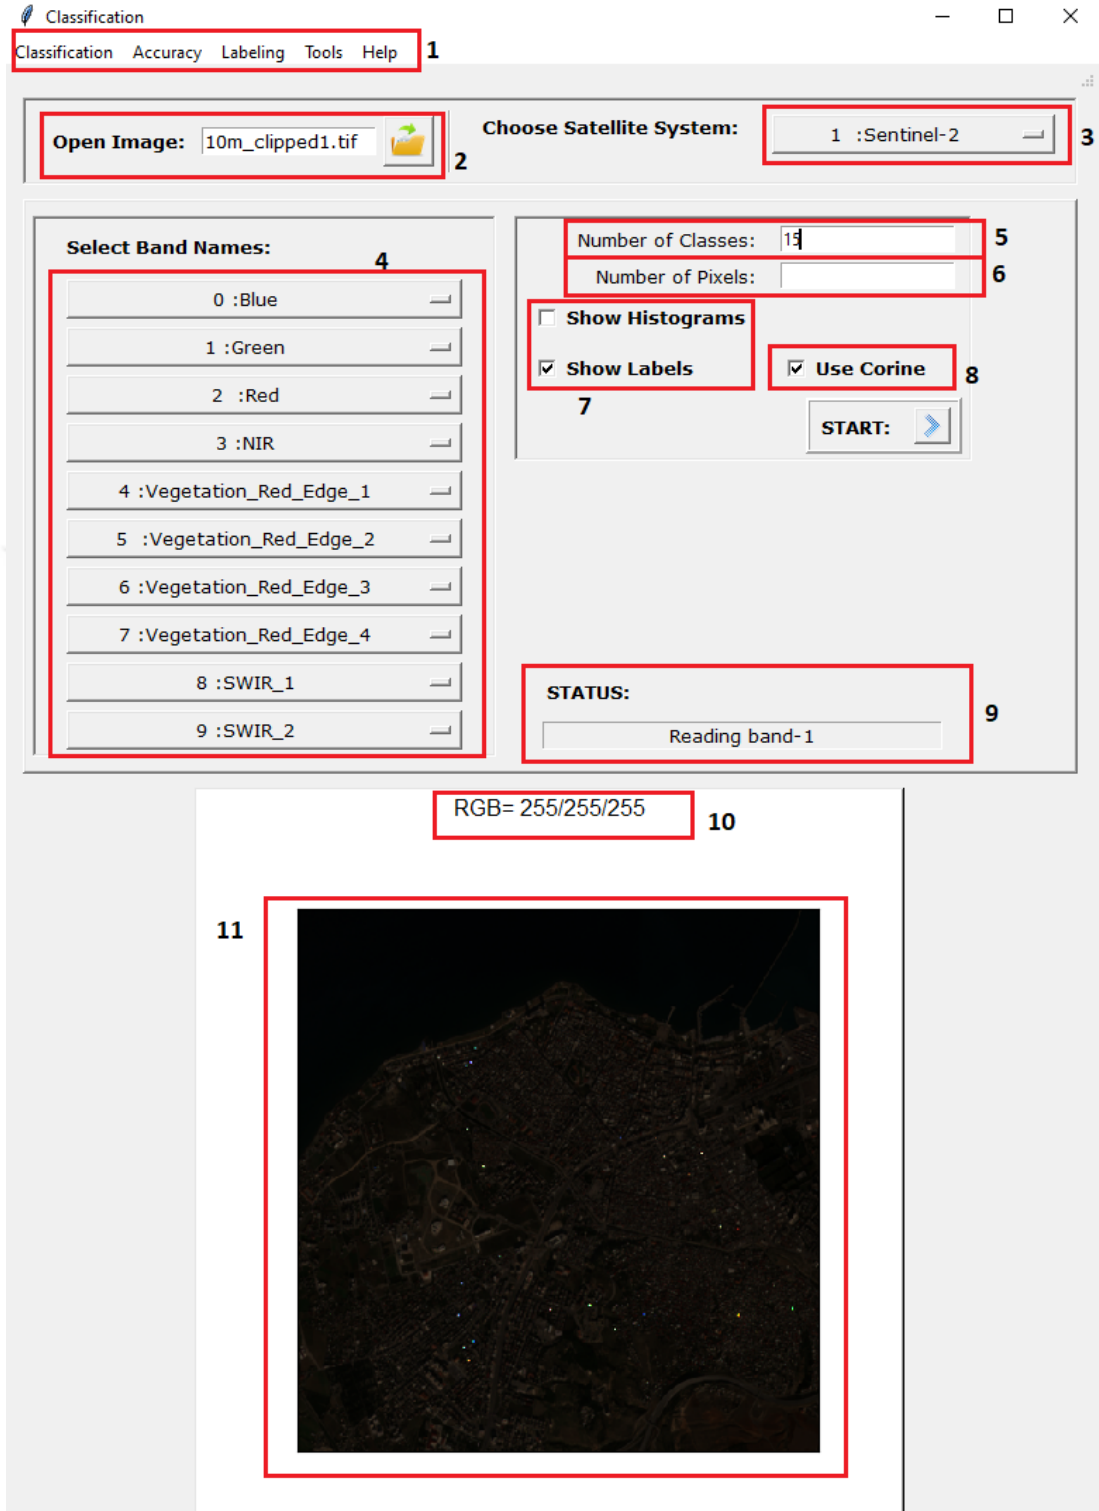 Classification
Classification Accuracy Labeling Tools Help 1
Open Image: 10m_clipped1.tif 2
Choose Satellite System: 1 :Sentinel-2 3
Select Band Names: 4
0 :Blue
1 :Green
2 :Red
3 :NIR
4 :Vegetation_Red_Edge_1
5 :Vegetation_Red_Edge_2
6 :Vegetation_Red_Edge_3
7 :Vegetation_Red_Edge_4
8 :SWIR_1
9 :SWIR_2
Number of Classes: 15 5
Number of Pixels: 6
Show Histograms
Show Labels 7
Use Corine 8
START:
STATUS:
Reading band-1 9
RGB= 255/255/255 10
11